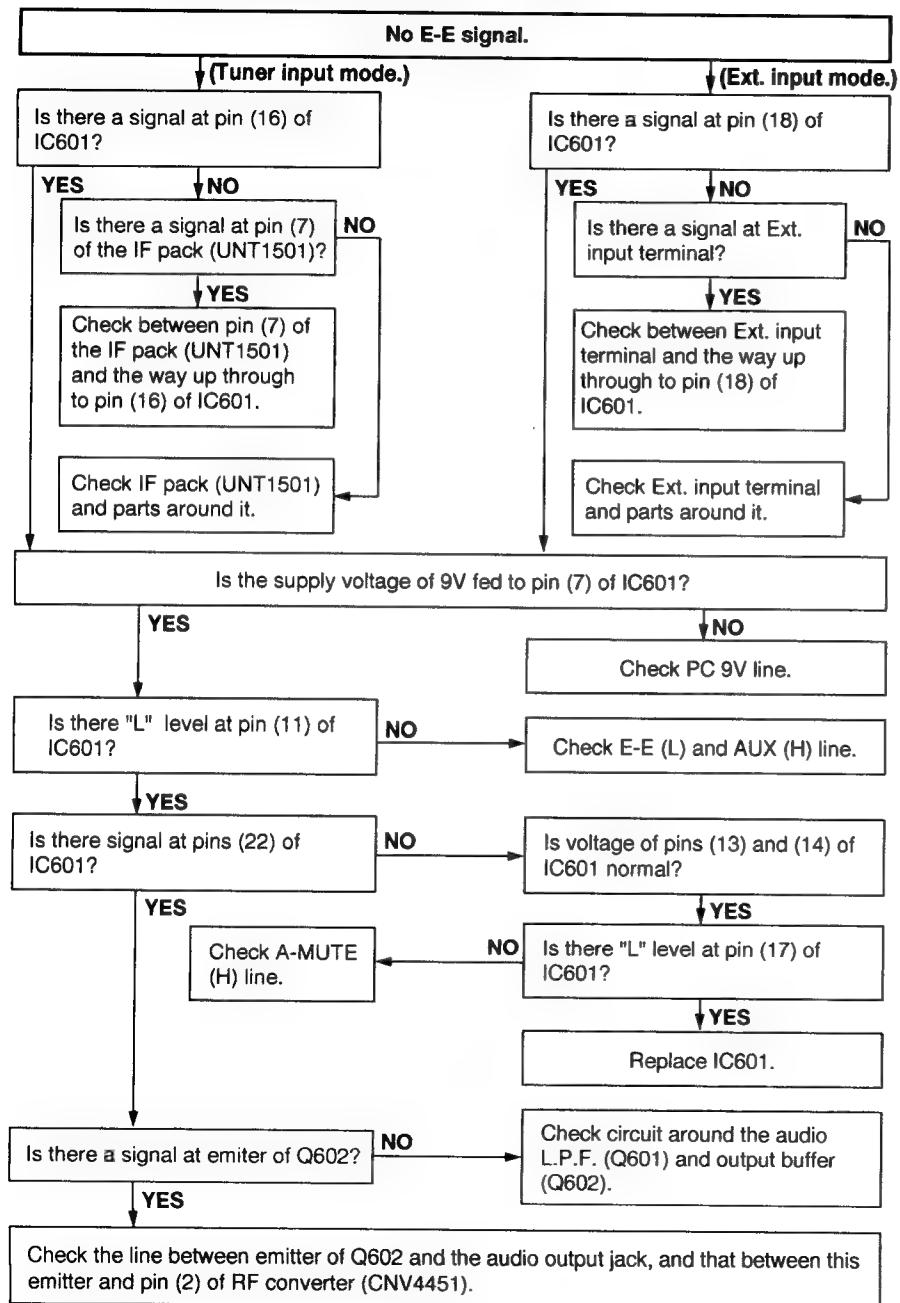 No E-E signal.
(Tuner input mode.)
(Ext. input mode.)
Is there a signal at pin (16) of
IC601?
Is there a signal at pin (18) of
IC601?
YES
NO
YES
NO
Is there a signal at pin (7)
of the IF pack (UNT1501)?
NO
Is there a signal at Ext.
input terminal?
NO
YES
YES
Check between pin (7) of
the IF pack (UNT1501)
and the way up through
to pin (16) of IC601.
Check between Ext. input
terminal and the way up
through to pin (18) of
IC601.
Check IF pack (UNT1501)
and parts around it.
Check Ext. input terminal
and parts around it.
Is the supply voltage of 9V fed to pin (7) of IC601?
YES
NO
Check PC 9V line.
Is there "L" level at pin (11) of
IC601?
NO
Check E-E (L) and AUX (H) line.
YES
Is there signal at pins (22) of
IC601?
NO
Is voltage of pins (13) and (14) of
IC601 normal?
YES
YES
Check A-MUTE
(H) line.
NO
Is there "L" level at pin (17) of
IC601?
YES
Replace IC601.
Is there a signal at emiter of Q602?
NO
Check circuit around the audio
L.P.F. (Q601) and output buffer
(Q602).
YES
Check the line between emitter of Q602 and the audio output jack, and that between this
emitter and pin (2) of RF converter (CNV4451).